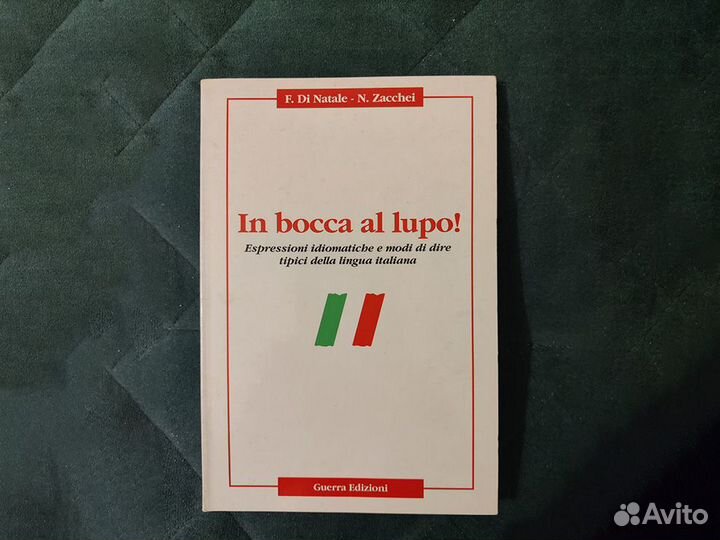 F. Di Natale - N. Zacchei
In bocca al lupo!
Espressioni idiomatiche e modi di dire
tipici della lingua italiana
Guerra Edizioni
Avito